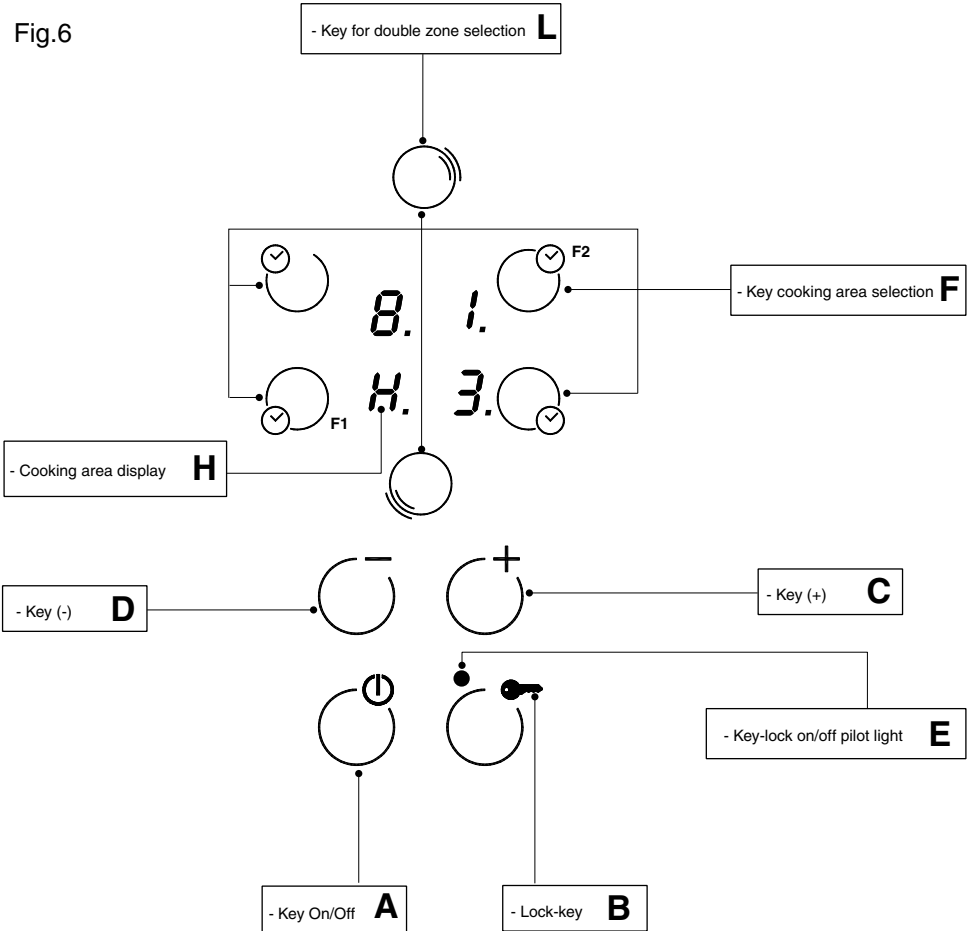 Fig.6
- Key for double zone selection L
F2
- Key cooking area selection F
8. 1.
H. 3.
F1
- Cooking area display H
- Key (-) D
- Key (+) C
- Key-lock on/off pilot light E
- Key On/Off A
- Lock-key B